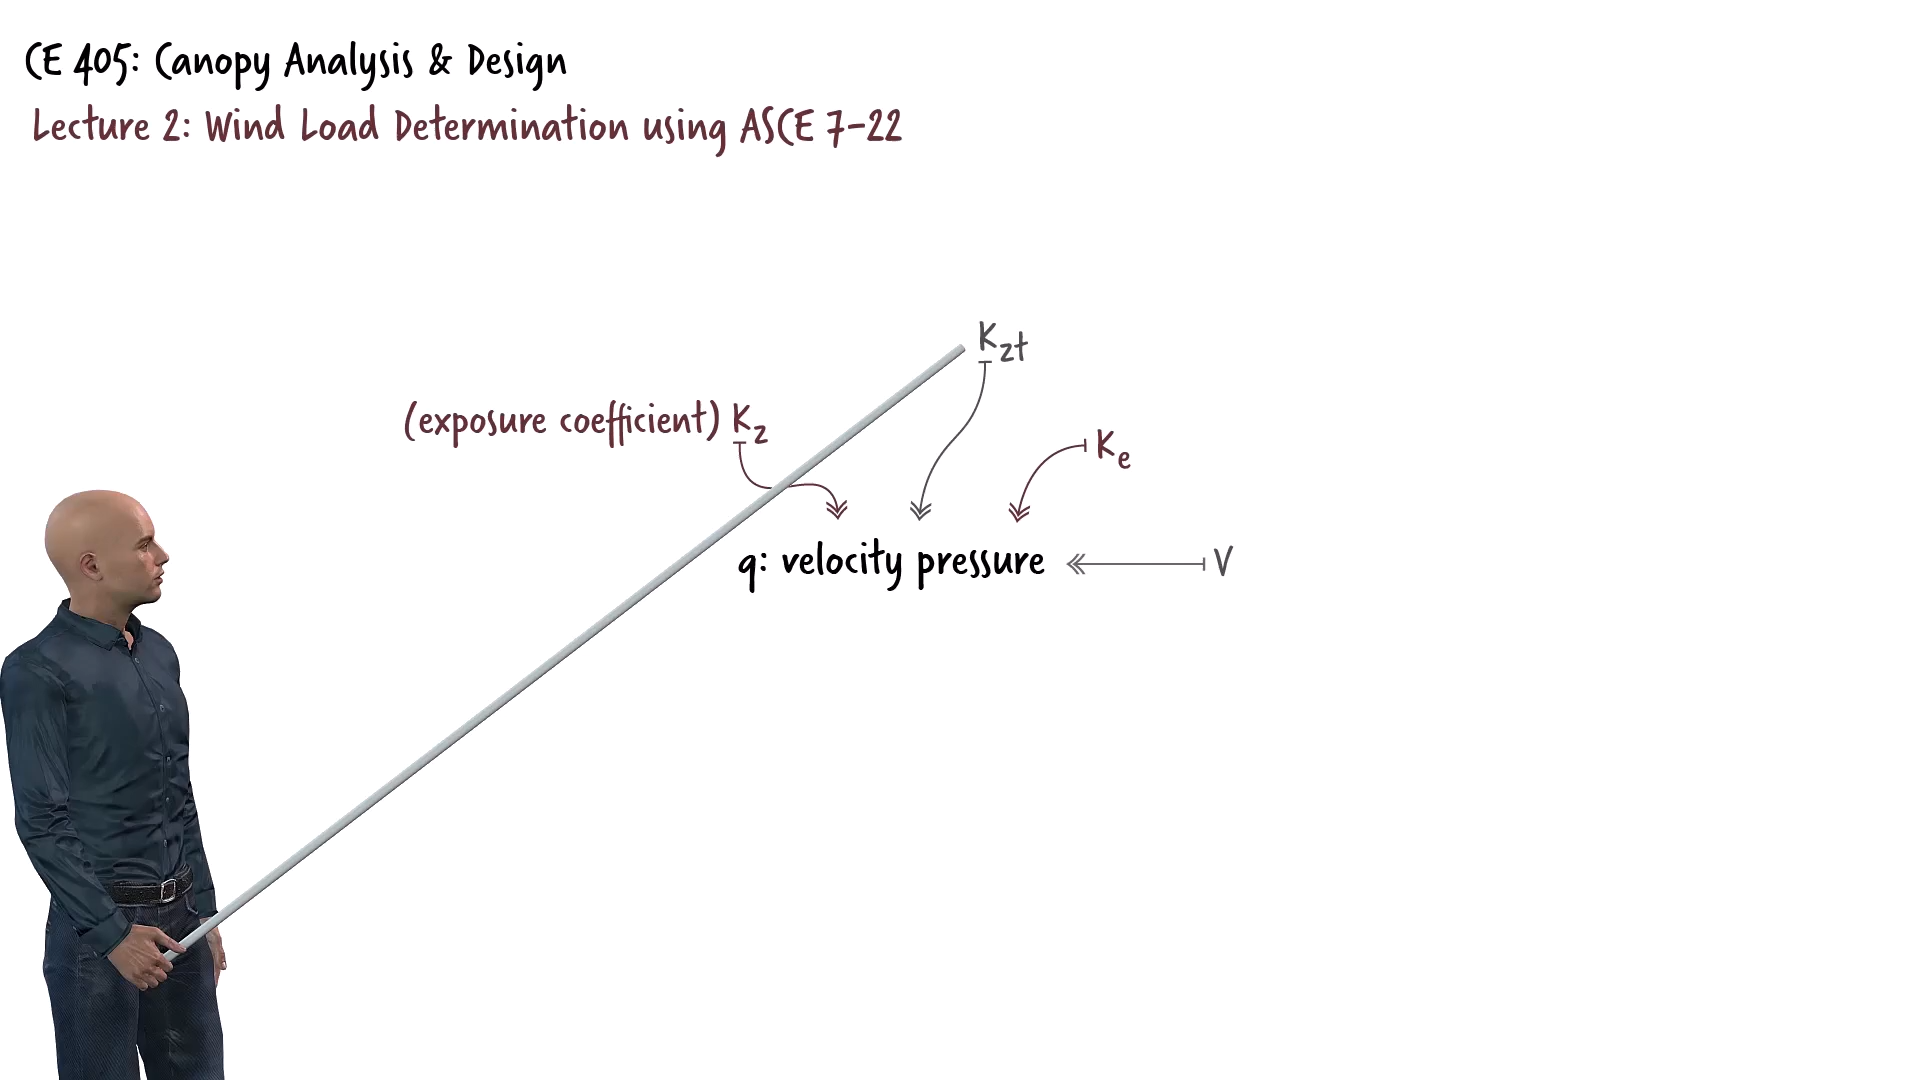 CE 405: Canopy Analysis & Design
Lecture 2: Wind Load Determination using ASCE 7-22
Kzt
(exposure coefficient) Kz
Ke
q: velocity pressure
V